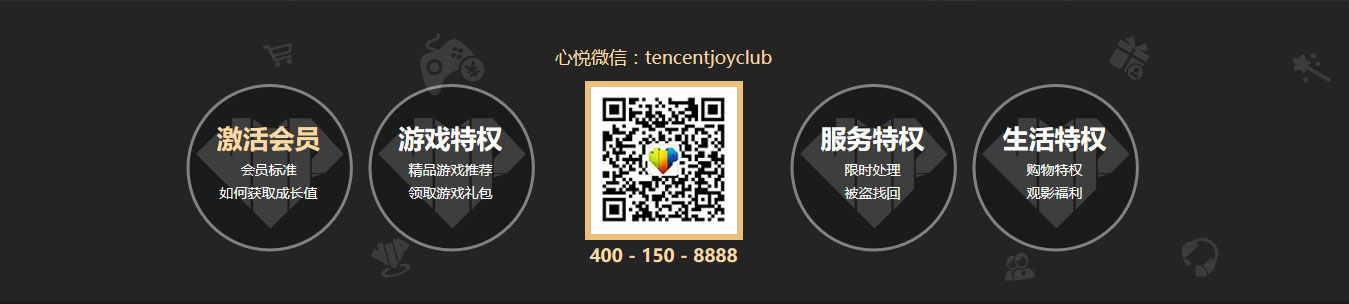 心悦微信：tencentjoyclub
激活会员
会员标准
如何获取成长值
游戏特权
精品游戏推荐
领取游戏礼包
400 - 150 - 8888
服务特权
限时处理
被盗找回
生活特权
购物特权
观影福利